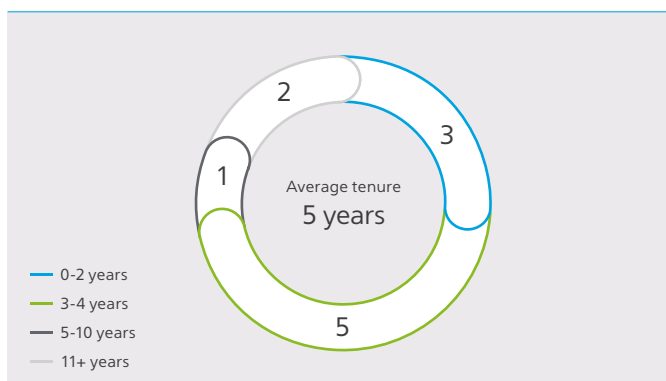 2
3
1
Average tenure
5 years
5
0-2 years
3-4 years
5-10 years
11+ years